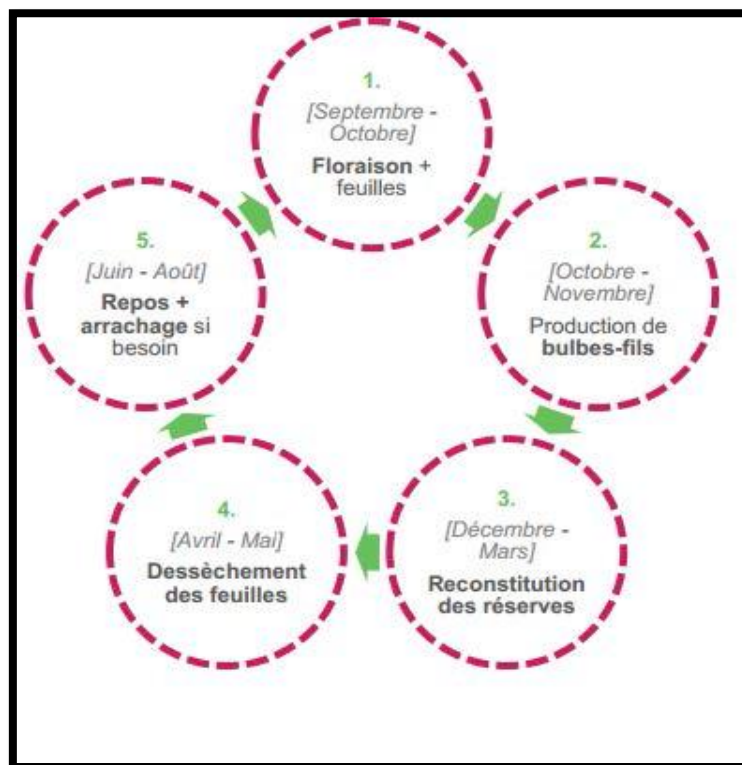 1.
[Septembre -
Octobre]
Floraison +
feuilles
2.
[Octobre -
Novembre]
Production de
bulbes-fils
3.
[Décembre -
Mars]
Reconstitution
des réserves
4.
[Avril - Mai]
Dessèchement
des feuilles
5.
[Juin - Août]
Repos +
arrachage si
besoin